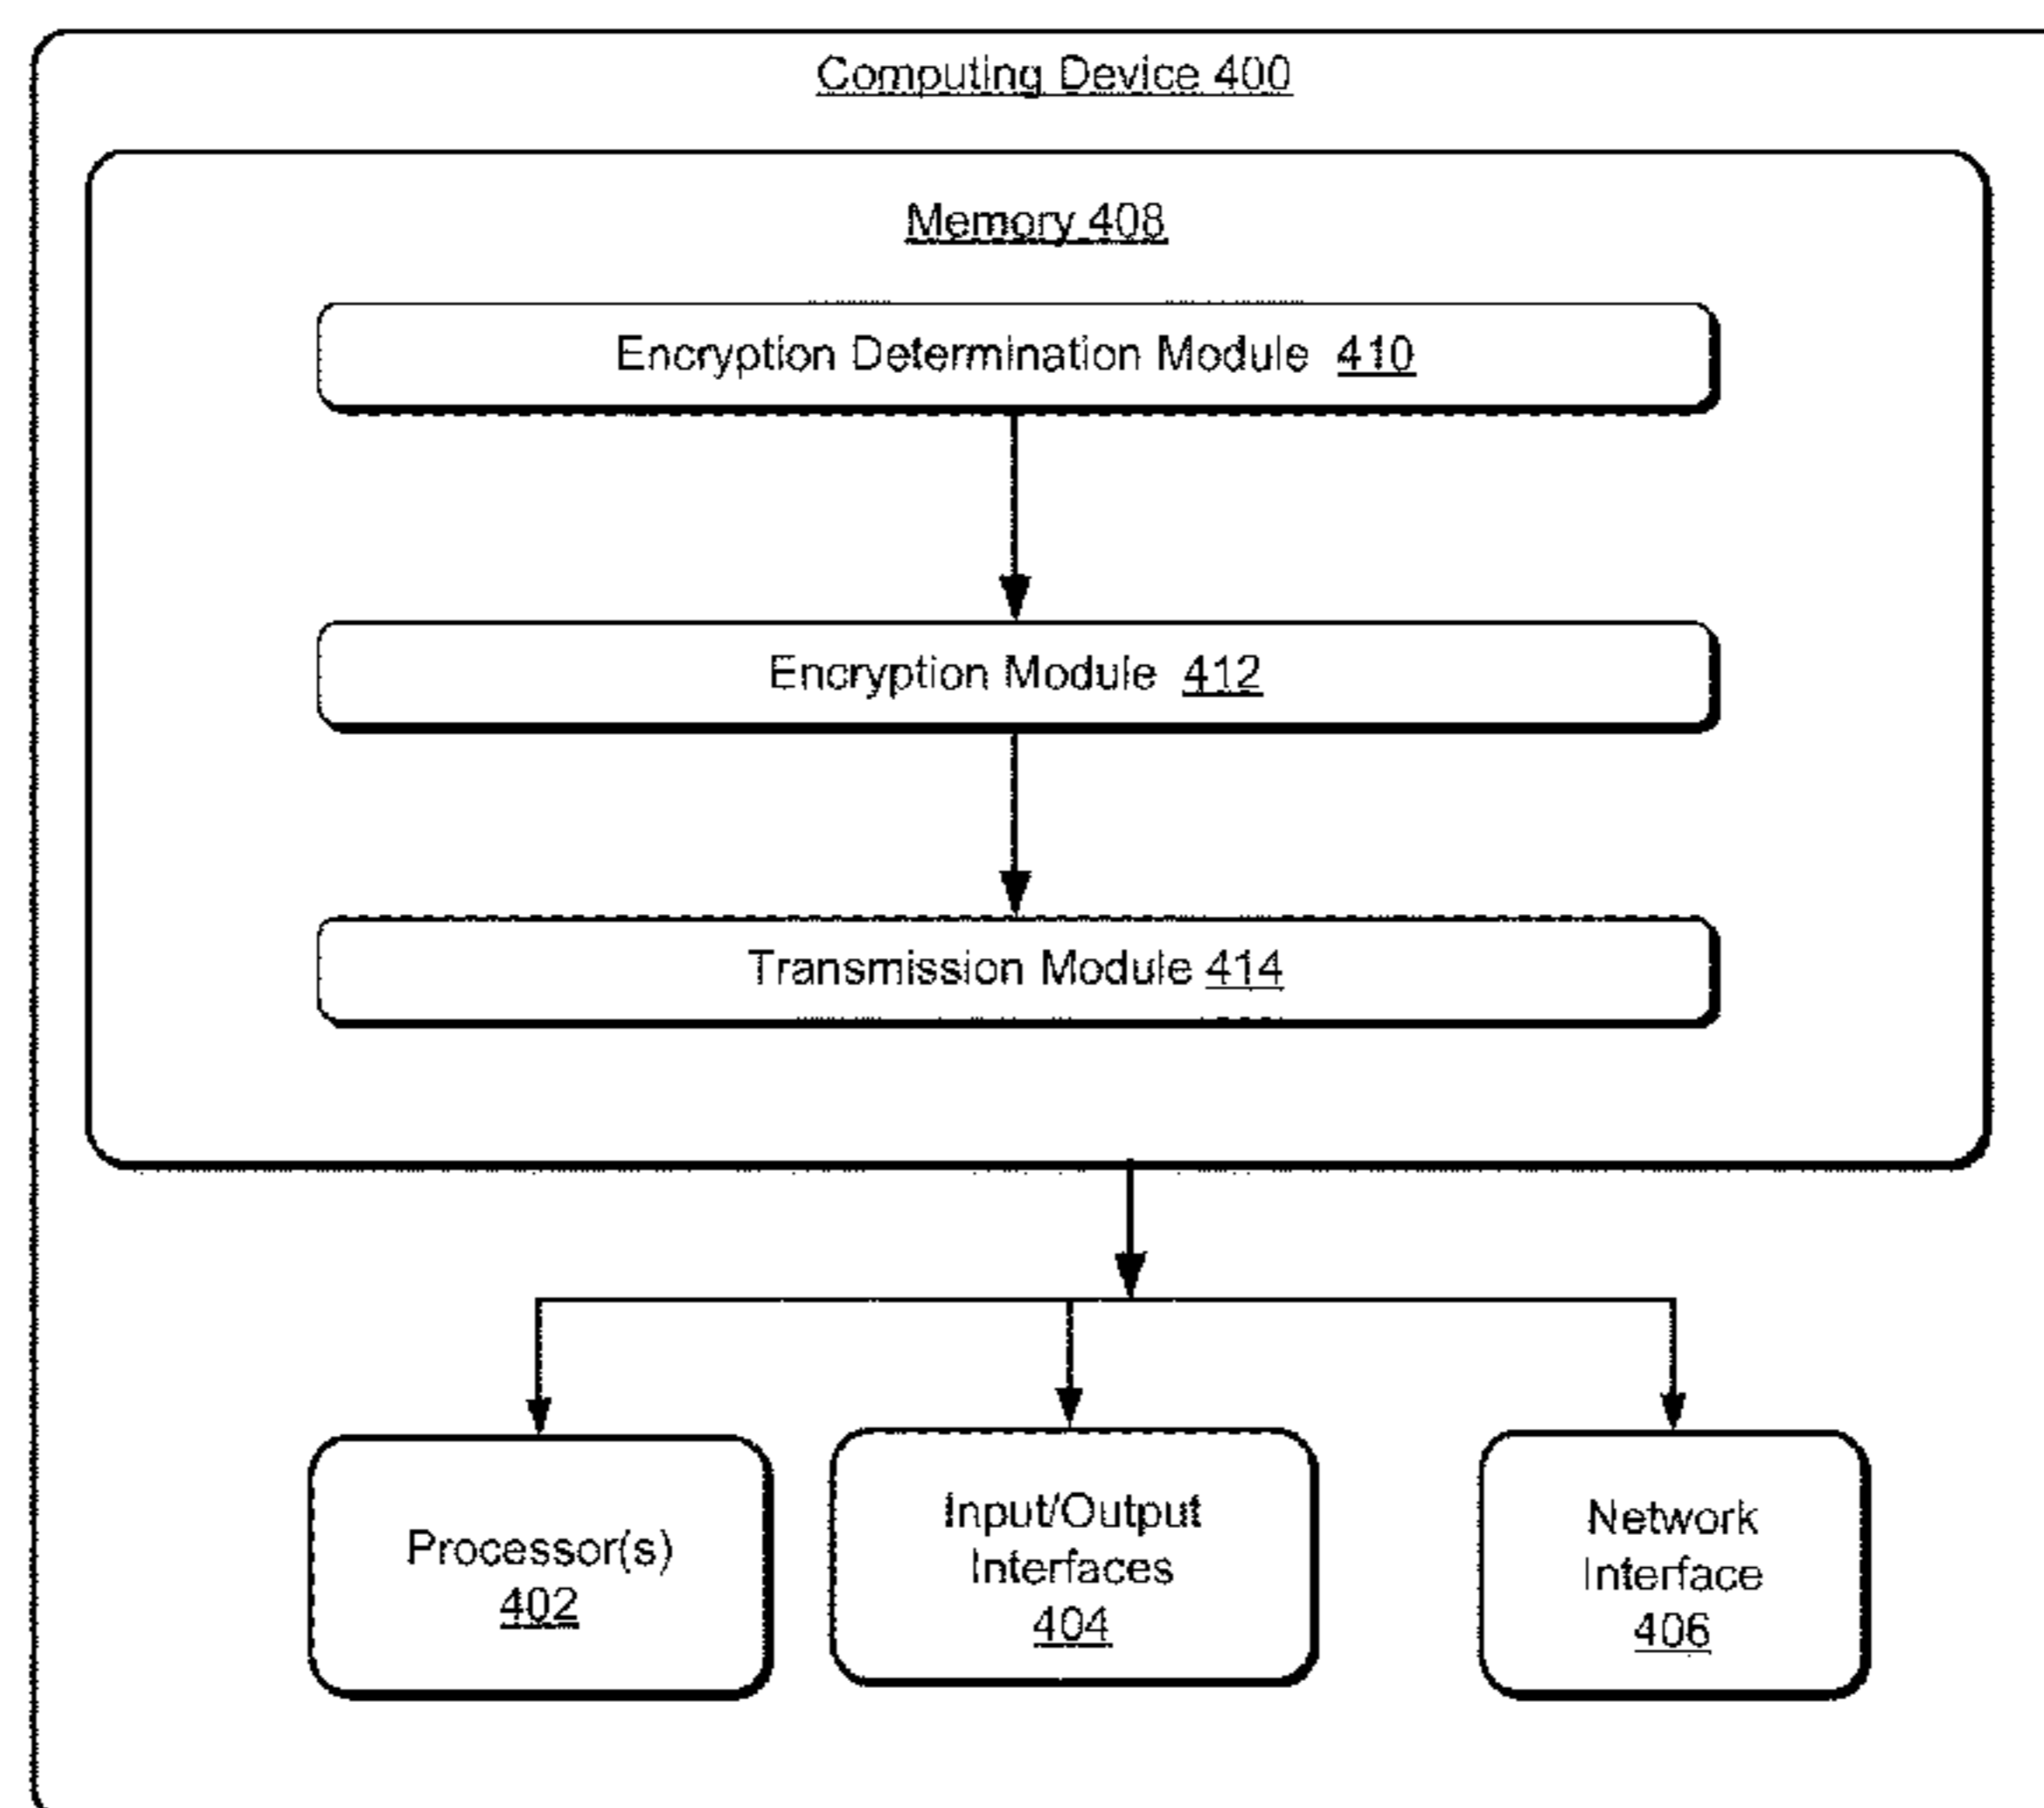 Computing Device 400
Memory 408
Encryption Determination Module 410
Encryption Module 412
Transmission Module 414
Processor(s)
402
Input/Output
Interfaces
404
Network
Interface
406